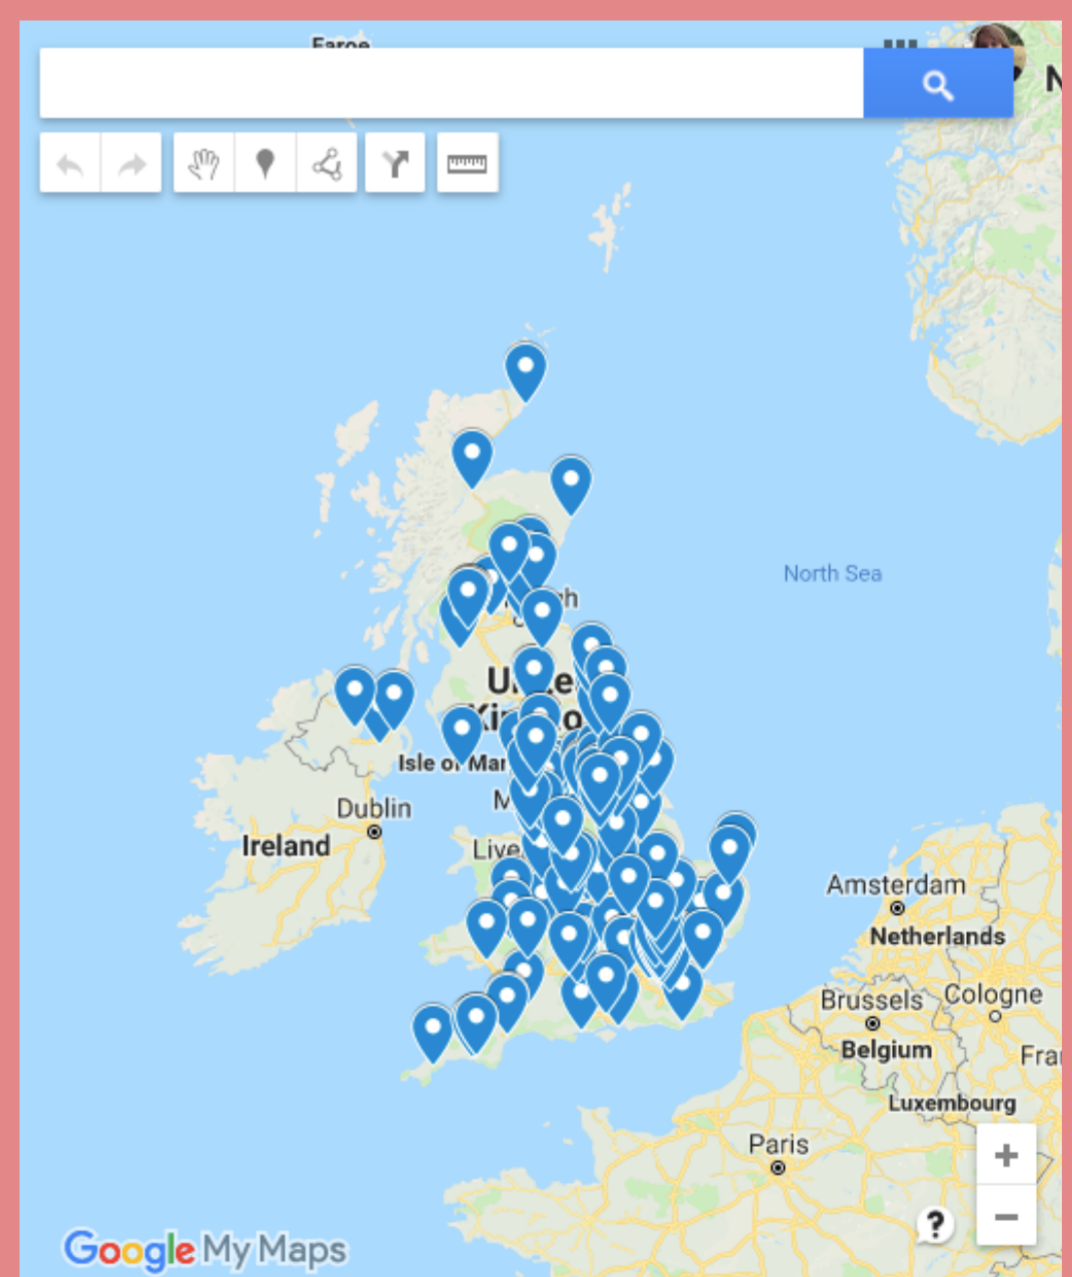 Faroe
N
North Sea
Isle of Man
Dublin
Ireland
Amsterdam
Netherlands
Brussels
Cologne
Belgium
Luxembourg
Paris
?
Google My Maps